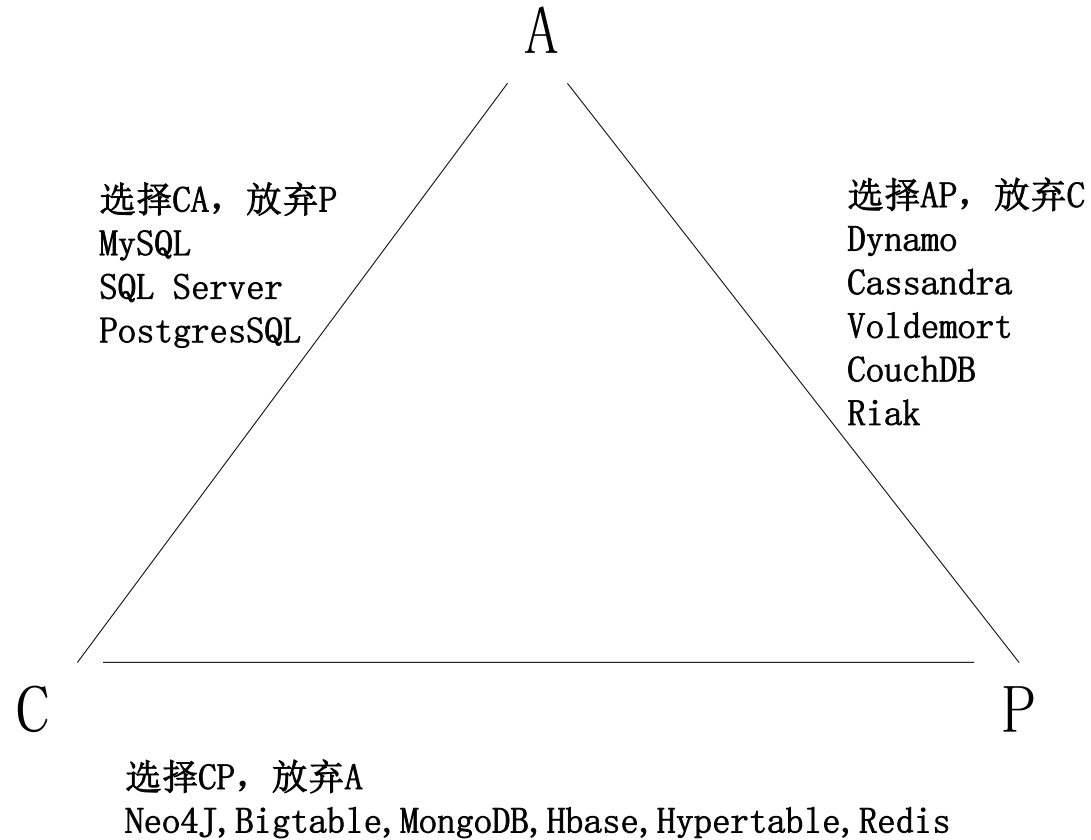 A
选择CA，放弃P
MySQL
SQL Server
PostgresSQL
选择AP，放弃C
Dynamo
Cassandra
Voldemort
CouchDB
Riak
C
P
选择CP，放弃A
Neo4J,Bigtable,MongoDB,Hbase,Hypertable,Redis